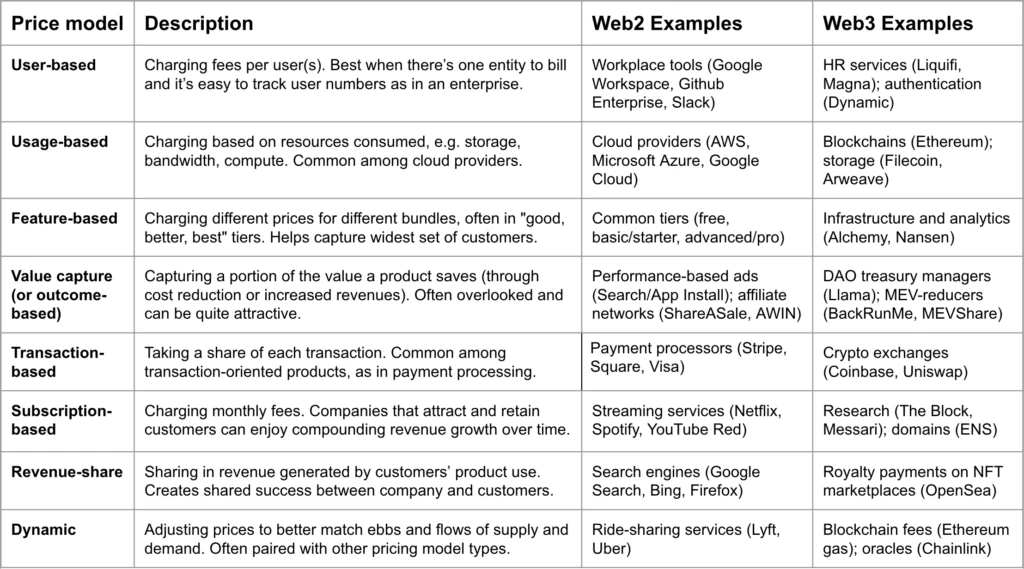 Price model Description Web2 Examples Web3 Examples
User-based
Charging fees per user(s). Best when there’s one entity to bill
and it’s easy to track user numbers as in an enterprise.
Workplace tools (Google
Workspace, Github
Enterprise, Slack)
HR services (Liquifi,
Magna); authentication
(Dynamic)
Usage-based
Charging based on resources consumed, e.g. storage,
bandwidth, compute. Common among cloud providers.
Cloud providers (AWS,
Microsoft Azure, Google
Cloud)
Blockchains (Ethereum);
storage (Filecoin,
Arweave)
Feature-based
Charging different prices for different bundles, often in "good,
better, best" tiers. Helps capture widest set of customers.
Common tiers (free,
basic/starter, advanced/pro)
Infrastructure and analytics
(Alchemy, Nansen)
Value capture
(or outcome-
based)
Capturing a portion of the value a product saves (through
cost reduction or increased revenues). Often overlooked and
can be quite attractive.
Performance-based ads
(Search/App Install); affiliate
networks (ShareASale, AWIN)
DAO treasury managers
(Llama); MEV-reducers
(BackRunMe, MEVShare)
Transaction-
based
Taking a share of each transaction. Common among
transaction-oriented products, as in payment processing.
Payment processors (Stripe,
Square, Visa)
Crypto exchanges
(Coinbase, Uniswap)
Subscription-
based
Charging monthly fees. Companies that attract and retain
customers can enjoy compounding revenue growth over time.
Streaming services (Netflix,
Spotify, YouTube Red)
Research (The Block,
Messari); domains (ENS)
Revenue-share
Sharing in revenue generated by customers’ product use.
Creates shared success between company and customers.
Search engines (Google
Search, Bing, Firefox)
Royalty payments on NFT
marketplaces (OpenSea)
Dynamic
Adjusting prices to better match ebbs and flows of supply and
demand. Often paired with other pricing model types.
Ride-sharing services (Lyft,
Uber)
Blockchain fees (Ethereum
gas); oracles (Chainlink)